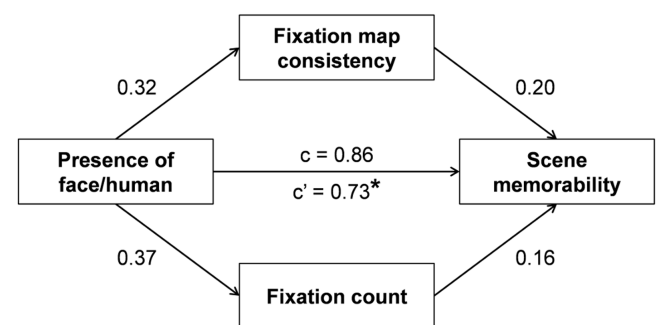 Fixation map
consistency
0.32
0.20
Presence of
face/human
c = 0.86
c’ = 0.73*
Scene
memorability
0.37
0.16
Fixation count